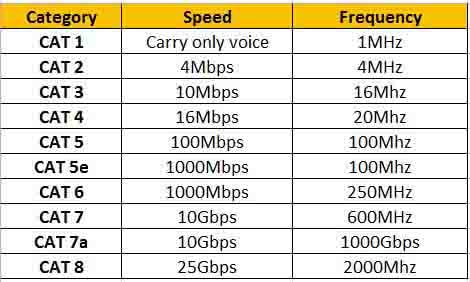 Category Speed Frequency
CAT 1 Carry only voice 1MHz
CAT 2 4Mbps 4MHz
CAT 3 10Mbps 16Mhz
CAT 4 16Mbps 20Mhz
CAT 5 100Mbps 100Mhz
CAT 5e 1000Mbps 100Mhz
CAT 6 1000Mbps 250MHz
CAT 7 10Gbps 600MHz
CAT 7a 10Gbps 1000Gbps
CAT 8 25Gbps 2000Mhz